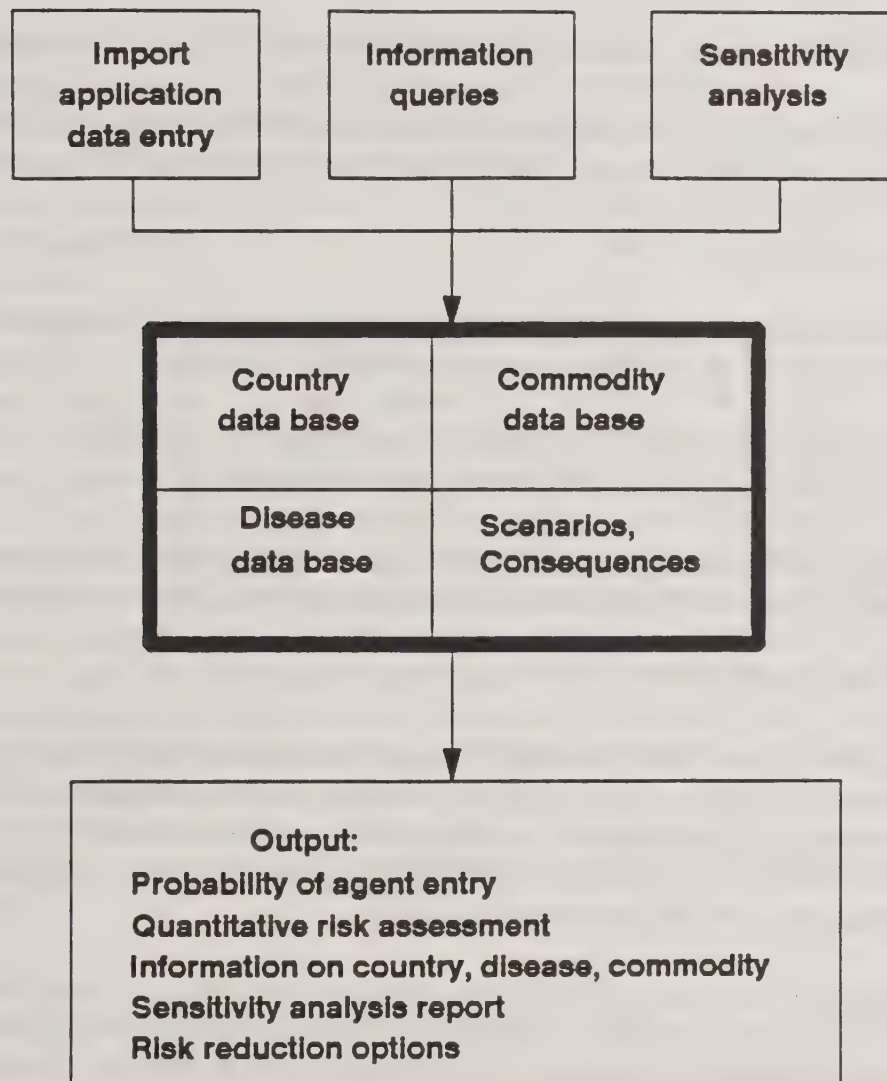 Import
application
data entry
Information
queries
Sensitivity
analysis
Country
data base
Commodity
data base
Disease
data base
Scenarios,
Consequences
Output:
Probability of agent entry
Quantitative risk assessment
Information on country, disease, commodity
Sensitivity analysis report
Risk reduction options